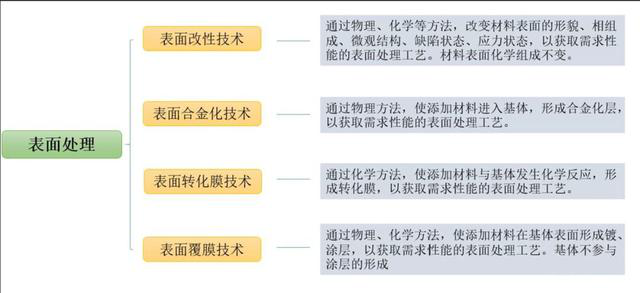 表面处理
表面改性技术
通过物理、化学等方法，改变材料表面的形貌、相组
成、微观结构、缺陷状态、应力状态，以获取需求性
能的表面处理工艺。材料表面化学组成不变。
表面合金化技术
通过物理方法，使添加材料进入基体，形成合金化层，
以获取需求性能的表面处理工艺。
表面转化膜技术
通过化学方法，使添加材料与基体发生化学反应，形
成转化膜，以获取需求性能的表面处理工艺。
表面覆膜技术
通过物理、化学方法，使添加材料在基体表面形成镀、
涂层，以获取需求性能的表面处理工艺。基体不参与
涂层的形成